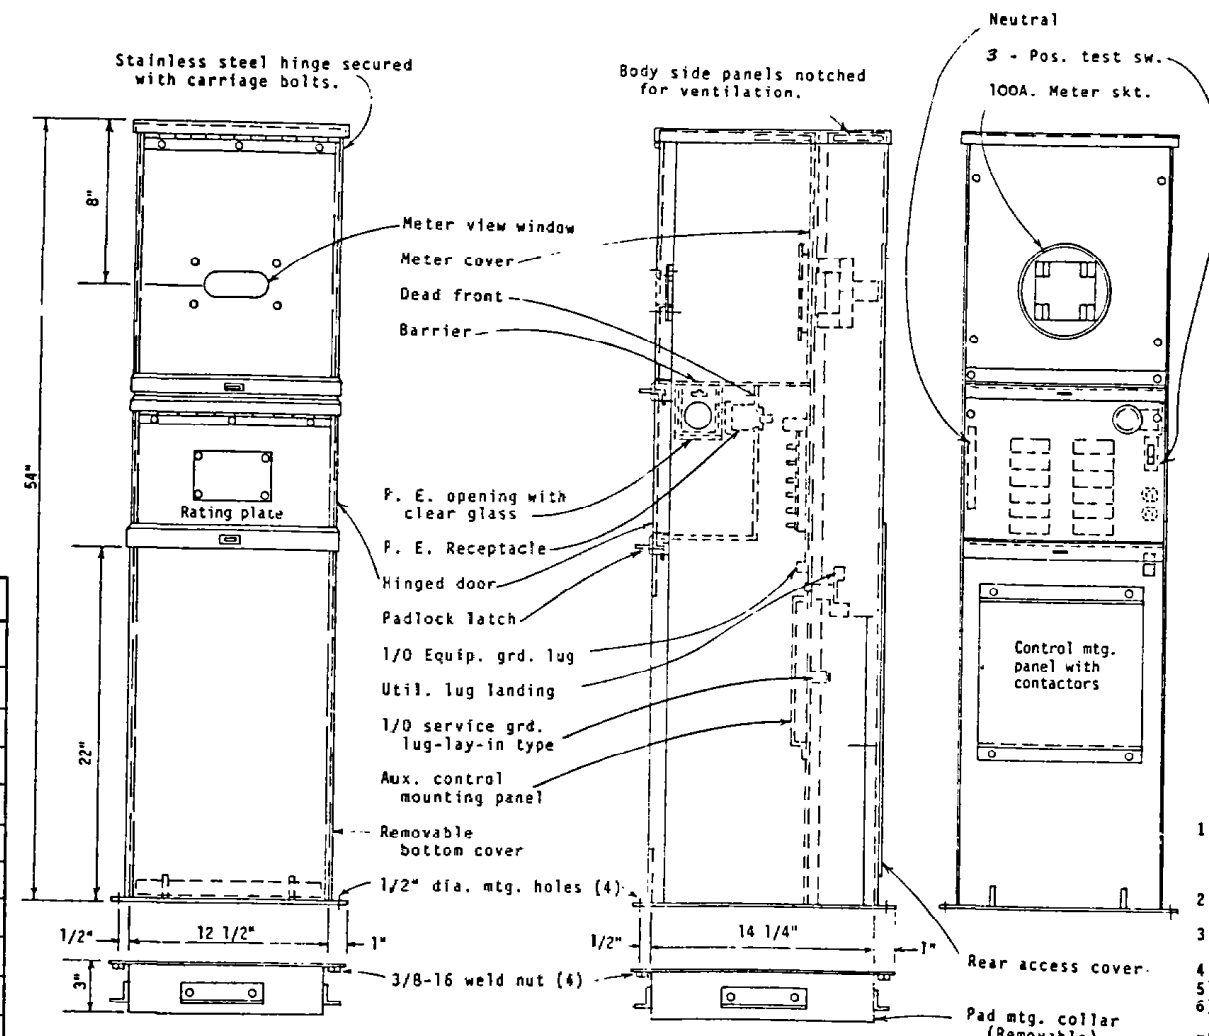 Neutral
3 - Pos. test sw.
100A. Meter skt.
Stainless steel hinge secured
with carriage bolts.
Body side panels notched
for ventilation.
8"
54"
22"
Meter view window
Meter cover
Dead front
Barrier
Rating plate
P. E. opening with
clear glass
P. E. Receptacle
Hinged door
Padlock latch
1/0 Equip. grd. lug
Util. lug landing
1/0 service grd.
lug-lay-in type
Aux. control
mounting panel
Removable
bottom cover
1/2" dia. mtg. holes (4)
Control mtg.
panel with
contactors
1/2"
12 1/2"
1"
1/2"
14 1/4"
1"
3"
3/8-16 weld nut (4)
Rear access cover.
Pad mtg. collar
(Removable)
1
2
3
4
5
6